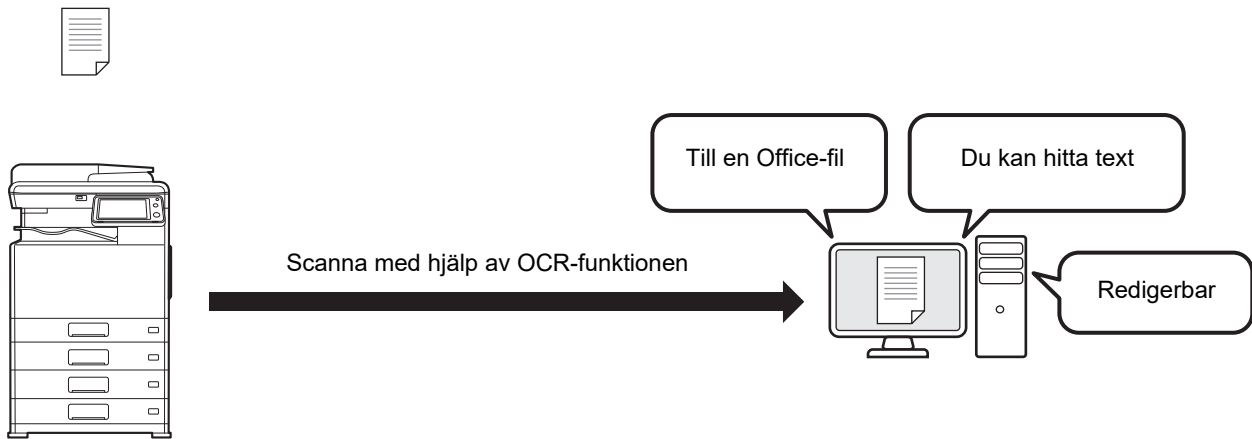 Till en Office-fil
Du kan hitta text
Scanna med hjälp av OCR-funktionen
Redigerbar